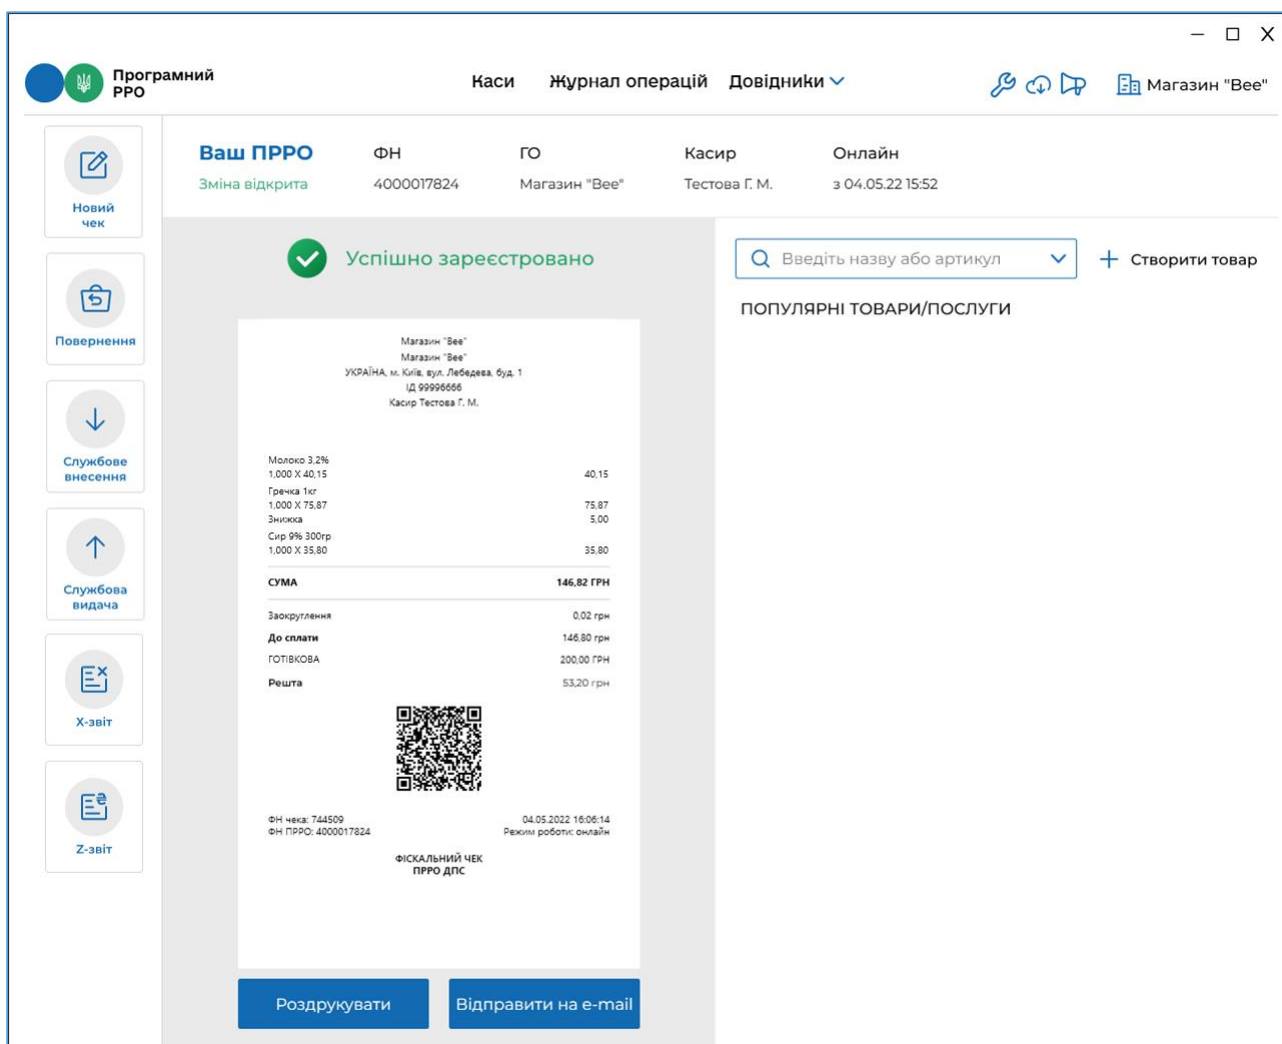 Програмний
РРО
Каси Журнал операцій Довідники
Магазин "Bee"
Новий
чек
Повернення
Службове
внесення
Службова
видача
X-звіт
Z-звіт
Ваш ПРРО ФН ГО Касир Онлайн
Зміна відкрита 4000017824 Магазин "Bee" Тестова Г. М. з 04.05.22 15:52
Успішно зареєстровано
Магазин "Bee"
Магазин "Bee"
УКРАЇНА, м. Київ, вул. Лебедева, буд. 1
ІД 99996666
Касир Тестова Г. М.
Молоко 3,2%
1,000 X 40,15 40,15
Гречка 1кг
1,000 X 75,87 75,87
Знижка 5,00
Сир 9% 300гр
1,000 X 35,80 35,80
СУМА 146,82 ГРН
Заокруглення 0,02 грн
До сплати 146,80 грн
ГОТІВКОВА 200,00 ГРН
Решта 53,20 грн
ФН чека: 744509 04.05.2022 16:06:14
ФН ПРРО: 4000017824 Режим роботи: онлайн
ФІСКАЛЬНИЙ ЧЕК
ПРРО ДПС
Роздрукувати Відправити на e-mail
Введіть назву або артикул + Створити товар
ПОПУЛЯРНІ ТОВАРИ/ПОСЛУГИ